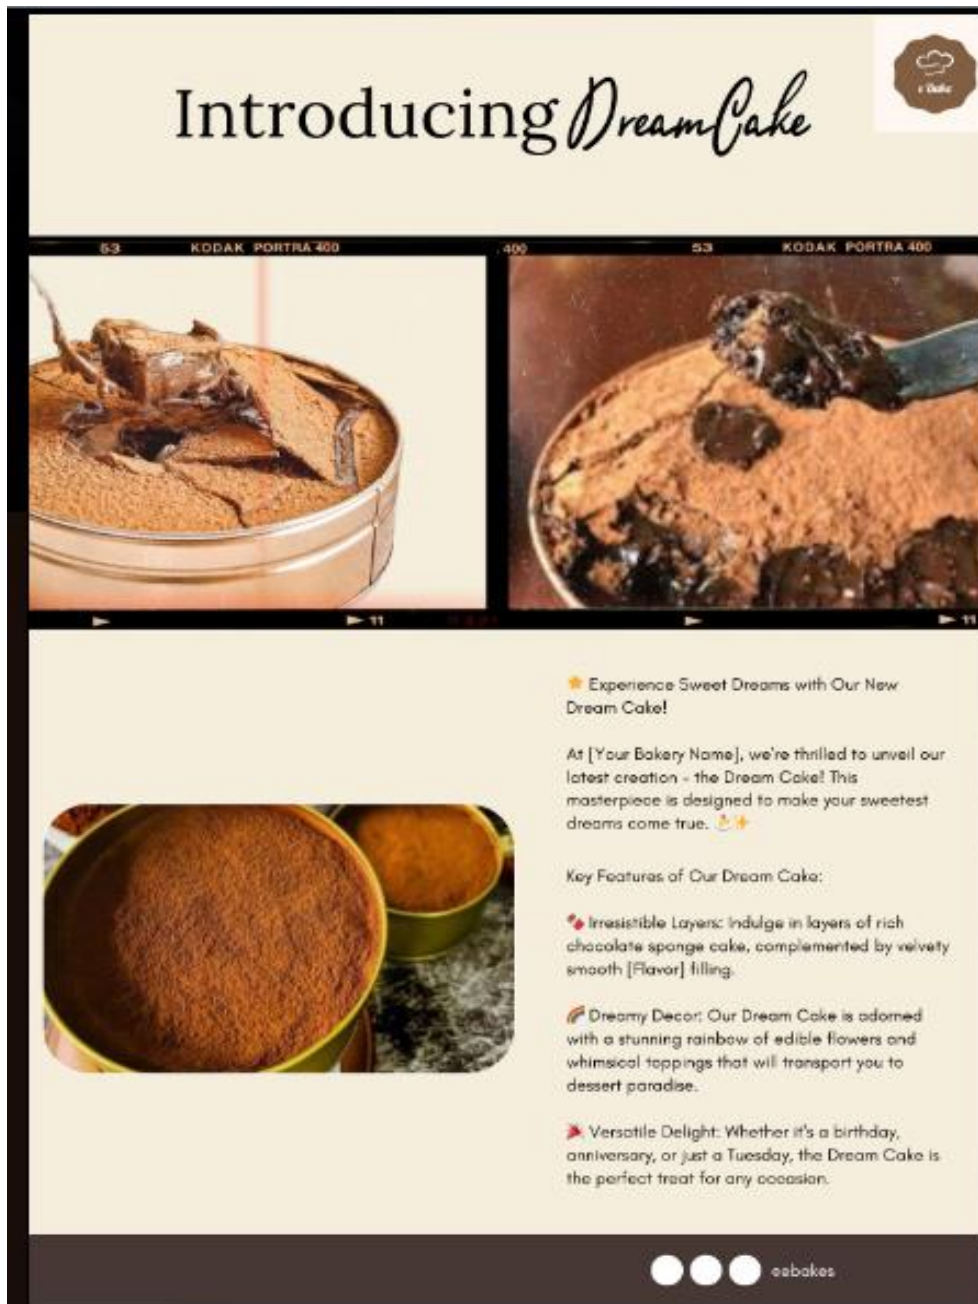 Introducing DreamCake
e Bake
53 KODAK PORTRA 400 400 53 KODAK PORTRA 400
11 11
⭐ Experience Sweet Dreams with Our New
Dream Cake!
At [Your Bakery Name], we're thrilled to unveil our
latest creation - the Dream Cake! This
masterpiece is designed to make your sweetest
dreams come true. 🍰✨
Key Features of Our Dream Cake:
🍫 Irresistible Layers: Indulge in layers of rich
chocolate sponge cake, complemented by velvety
smooth [Flavor] filling.
🌈 Dreamy Decor: Our Dream Cake is adorned
with a stunning rainbow of edible flowers and
whimsical toppings that will transport you to
dessert paradise.
🎉 Versatile Delight: Whether it's a birthday,
anniversary, or just a Tuesday, the Dream Cake is
the perfect treat for any occasion.
eebakes